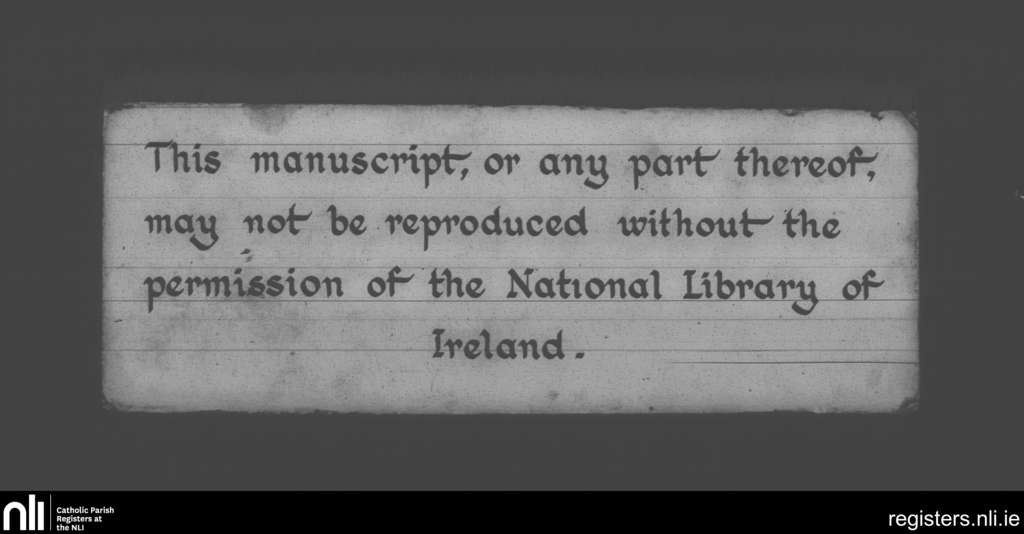 This manuscript, or any part thereof,
may not be reproduced without the
permission of the National Library of
Ireland.
nli
Catholic Parish
Registers at
the NLI
registers.nli.ie